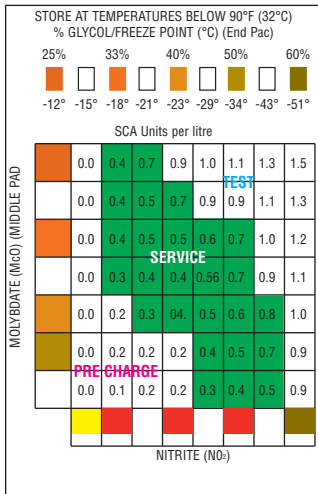 STORE AT TEMPERATURES BELOW 90°F (32°C)
% GLYCOL/FREEZE POINT (°C) (End Pac)
25% 33% 40% 50% 60%
-12° -15° -18° -21° -23° -29° -34° -43° -51°
SCA Units per litre
MOLYBDATE (McO) (MIDDLE PAD
0.0 0.4 0.7 0.9 1.0 1.1 1.3 1.5
TEST
0.0 0.4 0.5 0.7 0.9 0.9 1.1 1.3
0.0 0.4 0.5 0.5 0.6 0.7 1.0 1.2
SERVICE
0.0 0.3 0.4 0.4 0.56 0.7 0.9 1.1
0.0 0.2 0.3 04. 0.5 0.6 0.8 1.0
0.0 0.2 0.2 0.2 0.4 0.5 0.7 0.9
PRE CHARGE
0.0 0.1 0.2 0.2 0.3 0.4 0.5 0.9
NITRITE (NO₂)